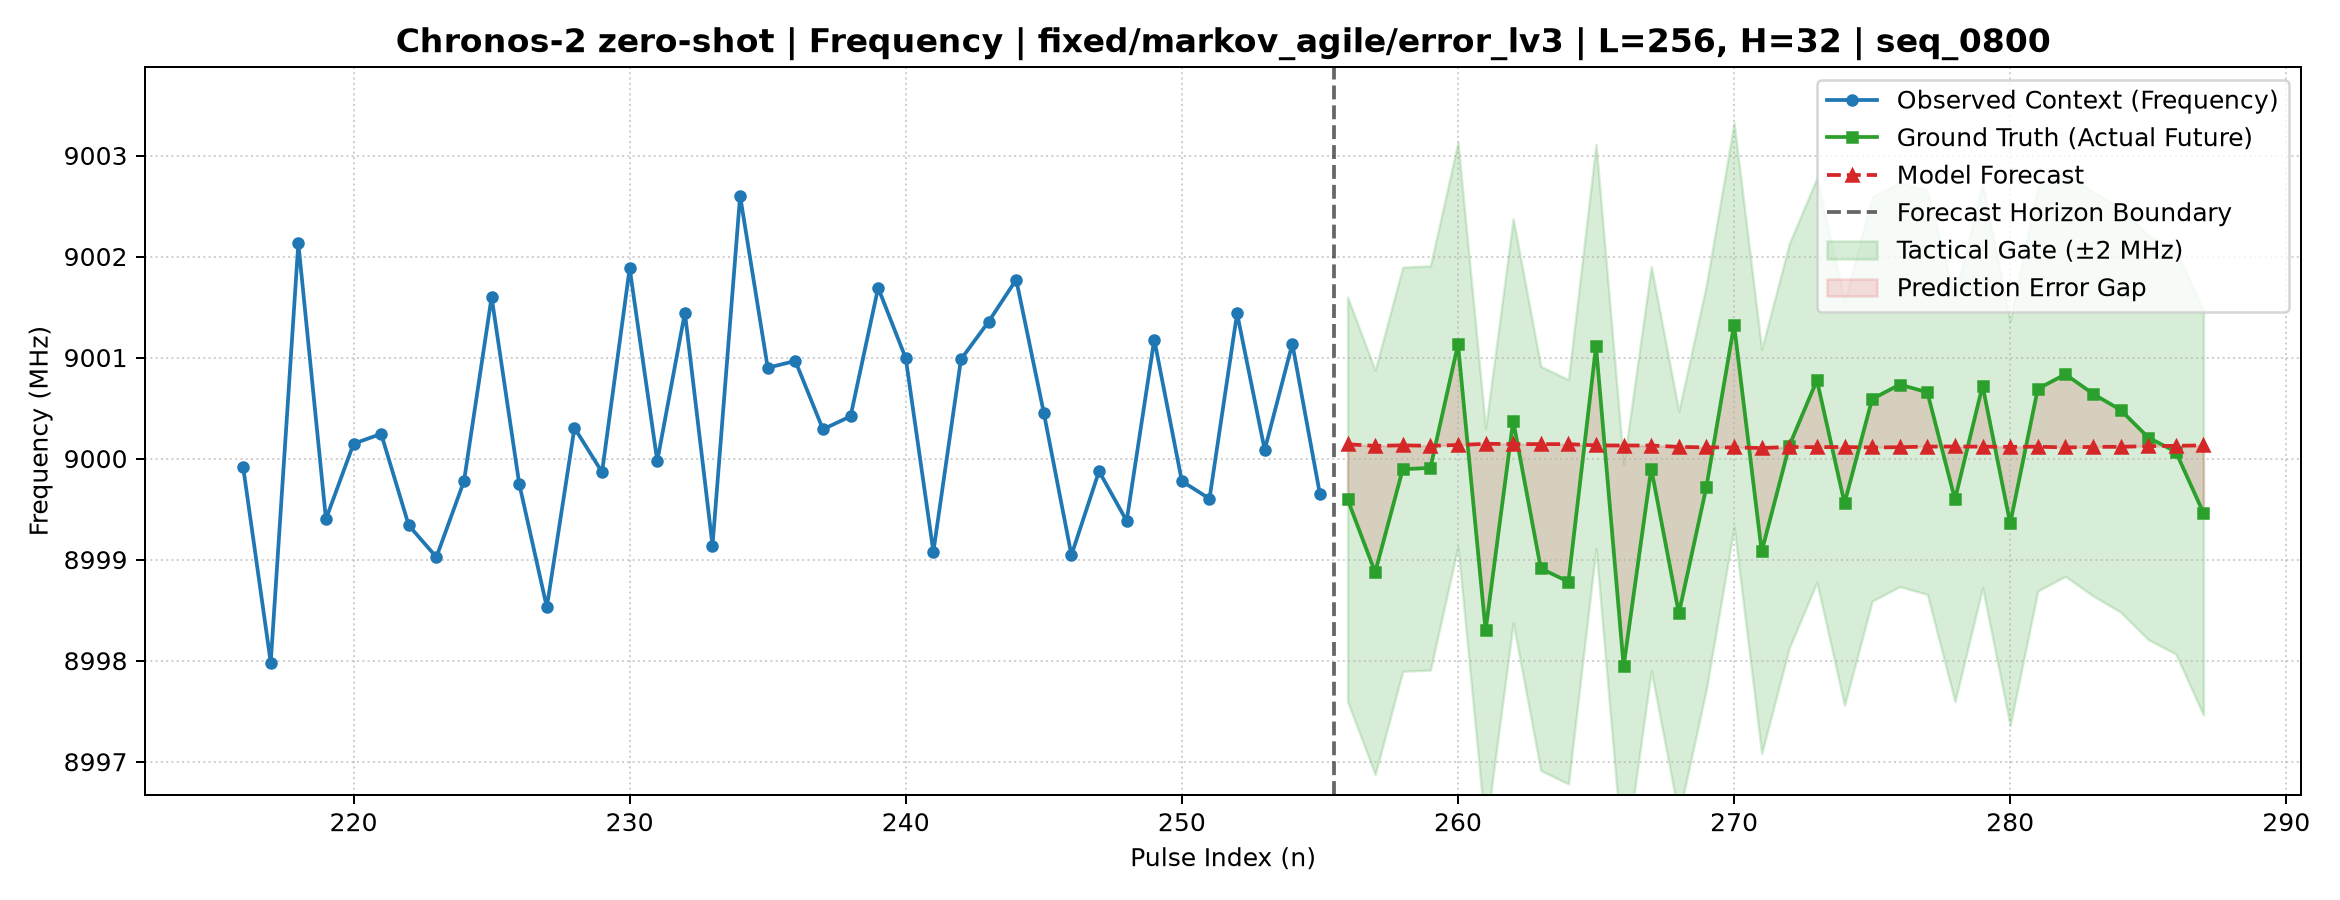 Chronos-2 zero-shot | Frequency | fixed/markov_agile/error_lv3 | L=256, H=32 | seq_0800
Observed Context (Frequency)
Ground Truth (Actual Future)
Model Forecast
Forecast Horizon Boundary
Tactical Gate (±2 MHz)
Prediction Error Gap
Frequency (MHz)
9003
9002
9001
9000
8999
8998
8997
220 230 240 250 260 270 280 290
Pulse Index (n)